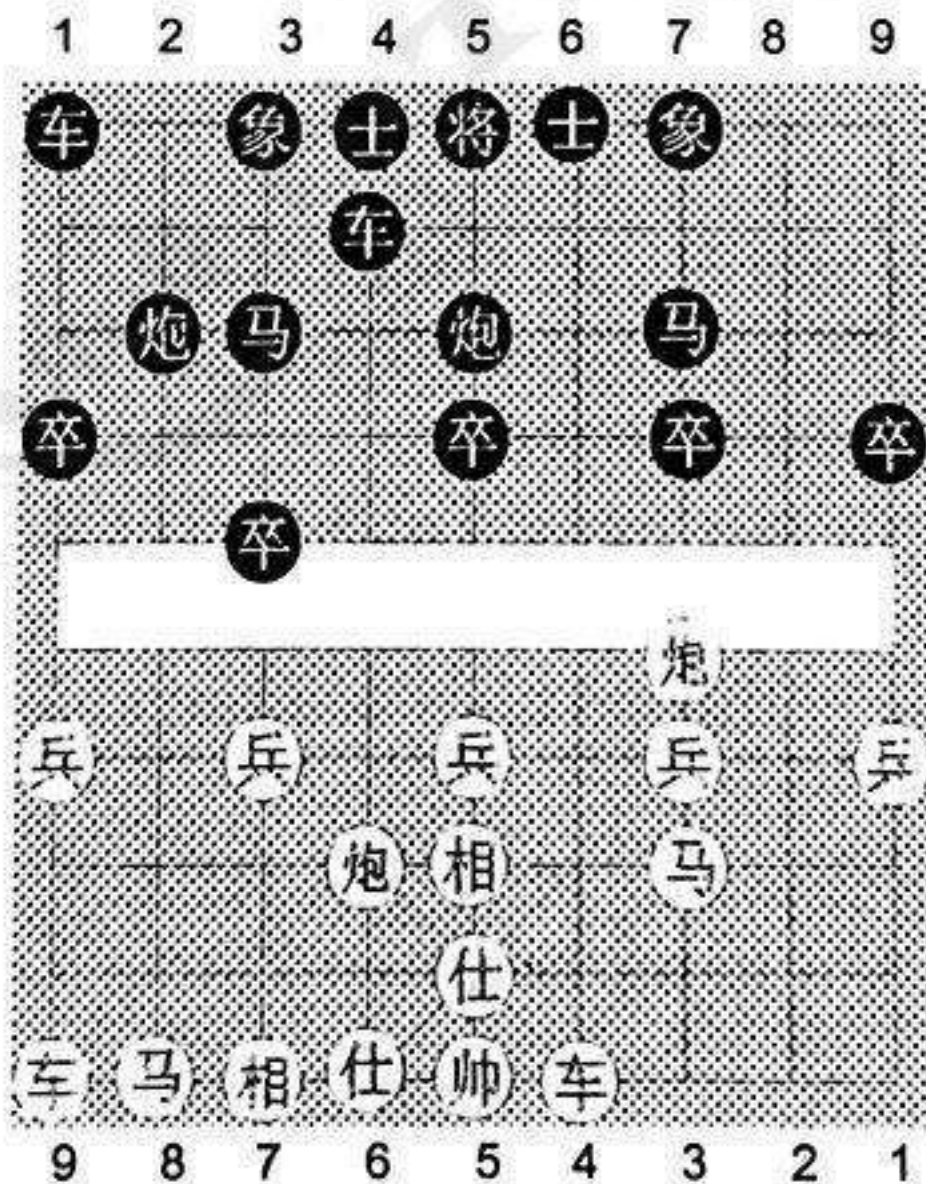 1 2 3 4 5 6 7 8 9
车 象 士 将 士 象
车
炮 马 炮 马
卒 卒 卒 卒
卒
炮
兵 兵 兵 兵 兵
炮 相 马
仕
车 马 相 仕 帅 车
9 8 7 6 5 4 3 2 1